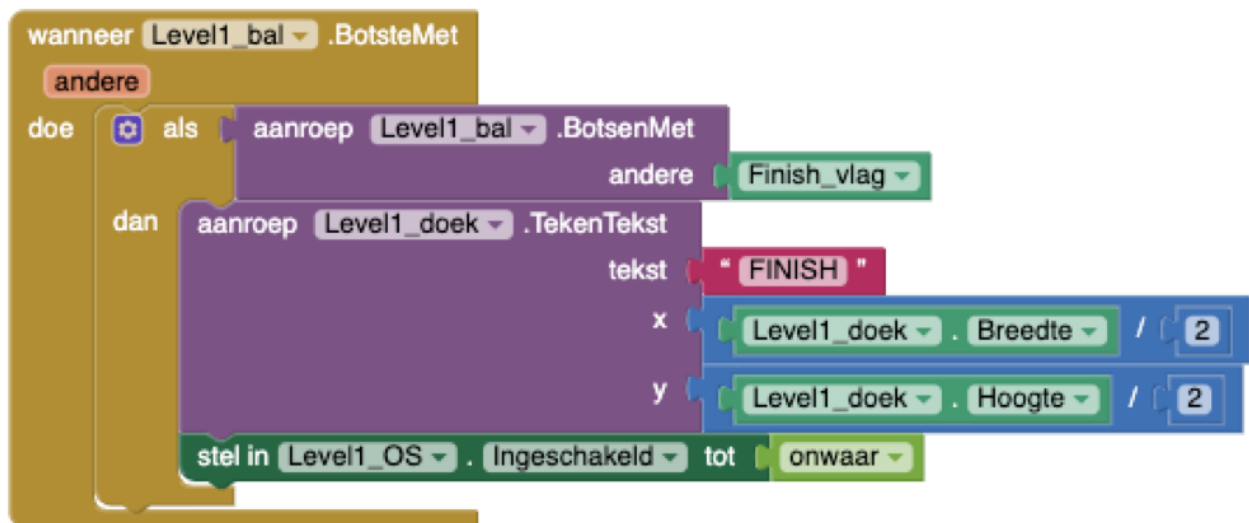 wanneer Level1_bal .BotsteMet
andere
doe als aanroep Level1_bal .BotsenMet
andere Finish_vlag
dan aanroep Level1_doek .TekenTekst
tekst “ FINISH ”
x Level1_doek . Breedte / 2
y Level1_doek . Hoogte / 2
stel in Level1_OS . Ingeschakeld tot onwaar